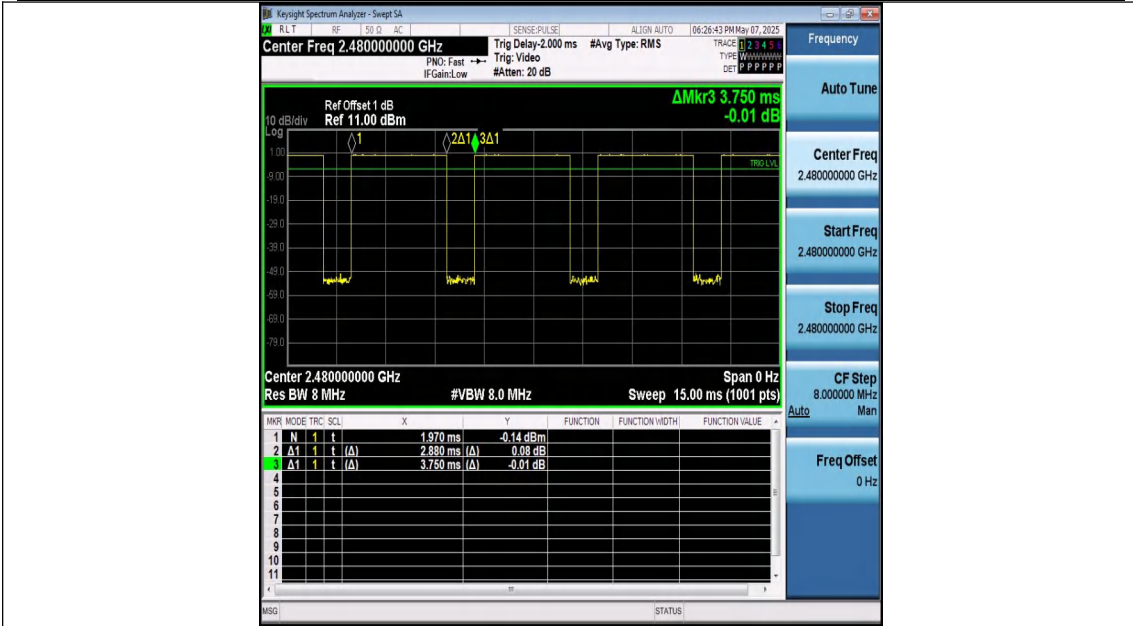 Keysight Spectrum Analyzer - Swept SA
RLT RF 50 Ω AC SENSE:PULSE ALIGN AUTO 06:26:43 PM May 07, 2025
Center Freq 2.480000000 GHz
PNO: Fast
IFGain:Low
Trig Delay-2.000 ms
Trig: Video
#Atten: 20 dB
#Avg Type: RMS
TRACE 1 2 3 4 5 6
TYPE W
DET P P P P P P
ΔMkr3 3.750 ms
-0.01 dB
Ref Offset 1 dB
10 dB/div Ref 11.00 dBm
Log
1 2Δ1 3Δ1
1.00
TRIG LVL
-9.00
-19.0
-29.0
-39.0
-49.0
-59.0
-69.0
-79.0
Center 2.480000000 GHz Span 0 Hz
Res BW 8 MHz #VBW 8.0 MHz Sweep 15.00 ms (1001 pts)
MKR MODE TRC SCL X Y FUNCTION FUNCTION WIDTH FUNCTION VALUE
1 N 1 t 1.970 ms -0.14 dBm
2 Δ1 1 t (Δ) 2.880 ms (Δ) 0.08 dB
3 Δ1 1 t (Δ) 3.750 ms (Δ) -0.01 dB
4
5
6
7
8
9
10
11
MSG STATUS
Frequency
Auto Tune
Center Freq
2.480000000 GHz
Start Freq
2.480000000 GHz
Stop Freq
2.480000000 GHz
CF Step
8.000000 MHz
Auto Man
Freq Offset
0 Hz